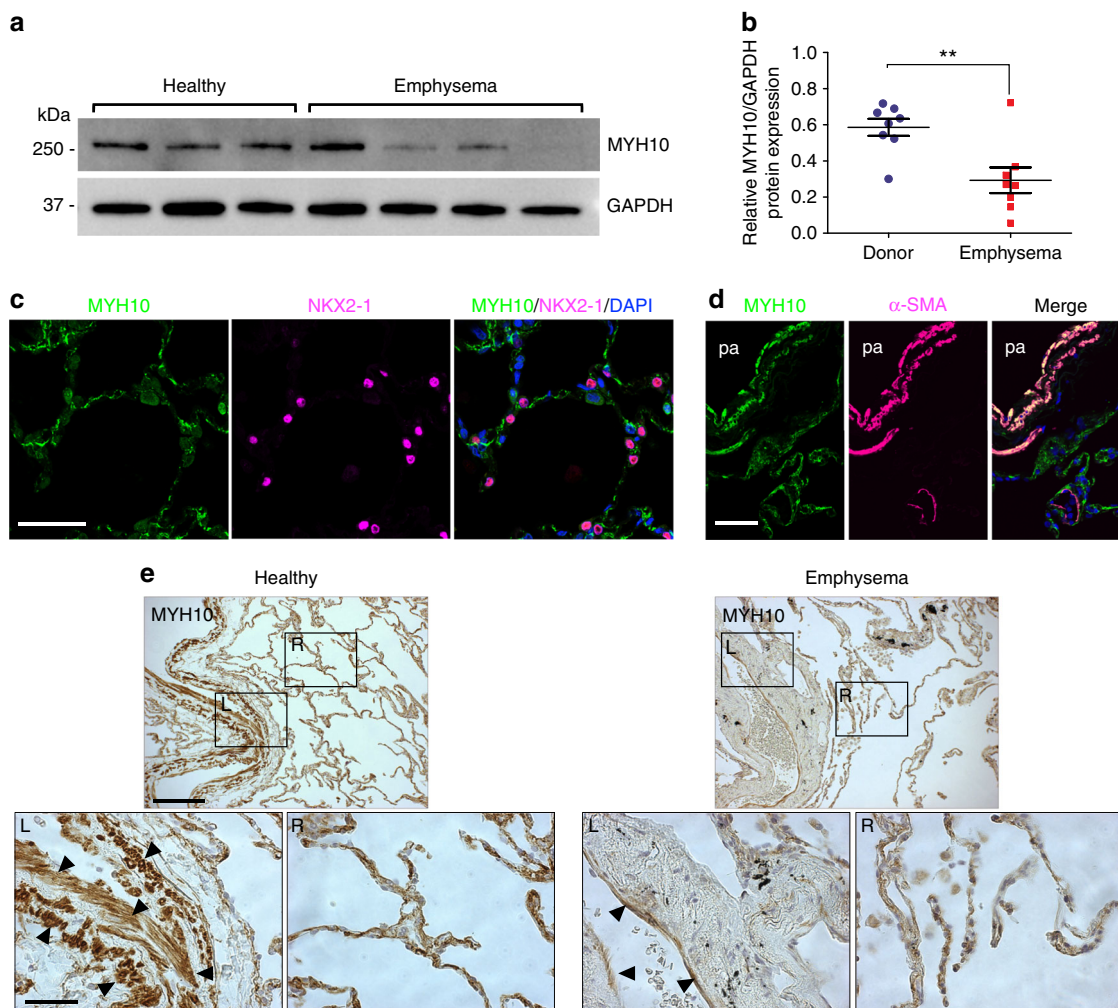 a
Healthy
Emphysema
kDa
250 -
MYH10
37 -
GAPDH
b
Relative MYH10/GAPDH
protein expression
1.0
0.8
0.6
0.4
0.2
0.0
**
Donor
Emphysema
c
MYH10
NKX2-1
MYH10/NKX2-1/DAPI
d
MYH10
α-SMA
Merge
pa
pa
pa
e
Healthy
Emphysema
MYH10
R
L
MYH10
L
R
L
R
L
R